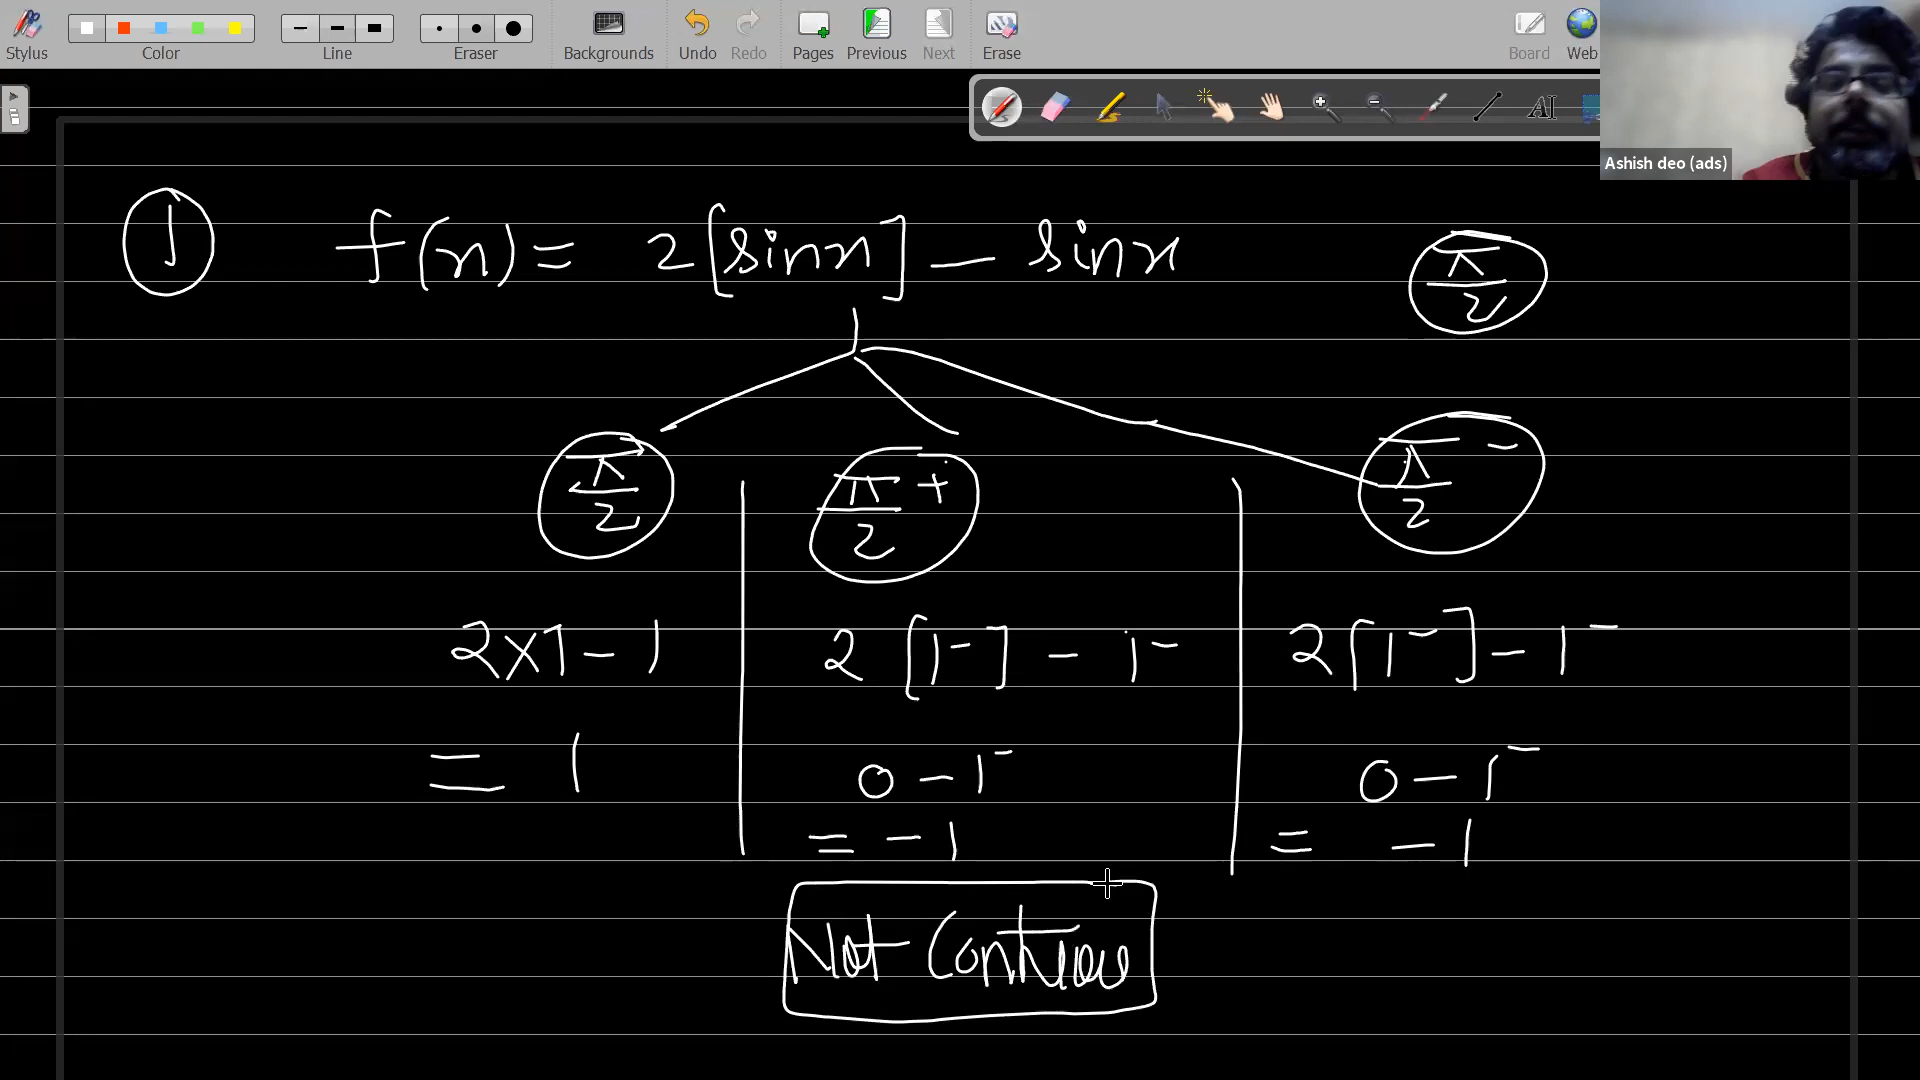 Stylus Color Line Eraser Backgrounds Undo Redo Pages Previous Next Erase Board Web
AI
Ashish deo (ads)
① f(x) = 2[sinx] - sinx π/2
π/2 π/2 + π/2 -
2×1-1 2 [1⁻] - 1⁻ 2[1⁻] - 1⁻
= 1 0 - 1⁻ 0 - 1⁻
= -1 = -1
Not